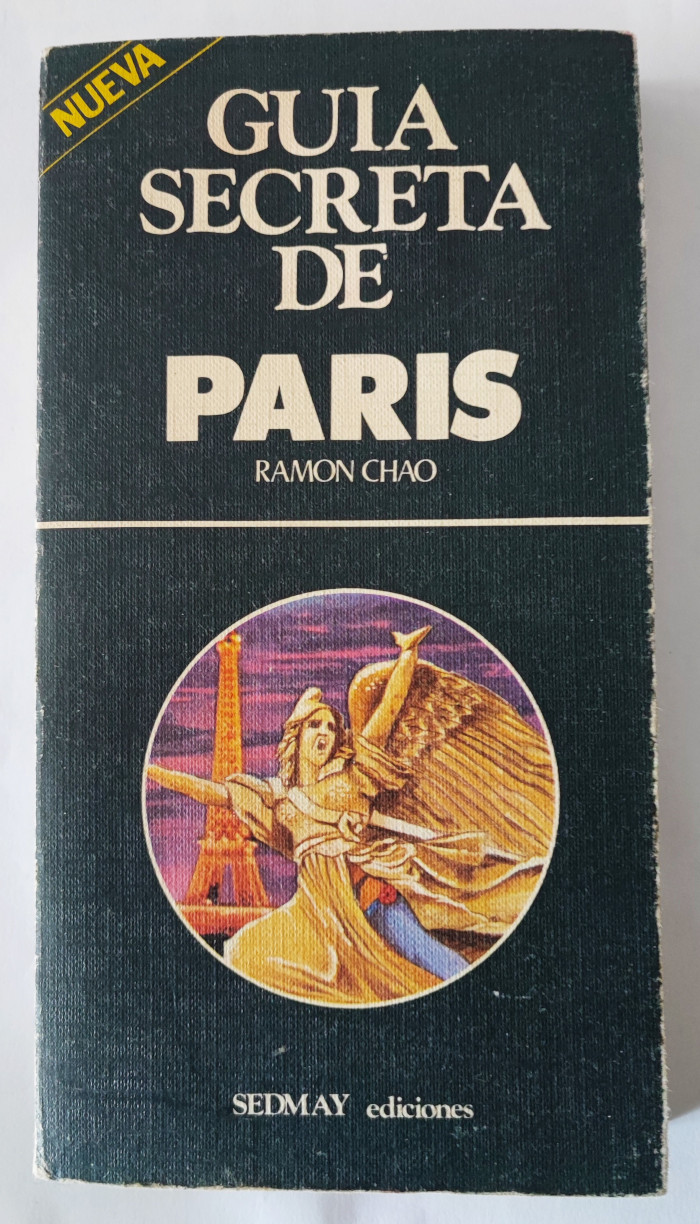 NUEVA
GUIA
SECRETA
DE
PARIS
RAMON CHAO
SEDMAY ediciones